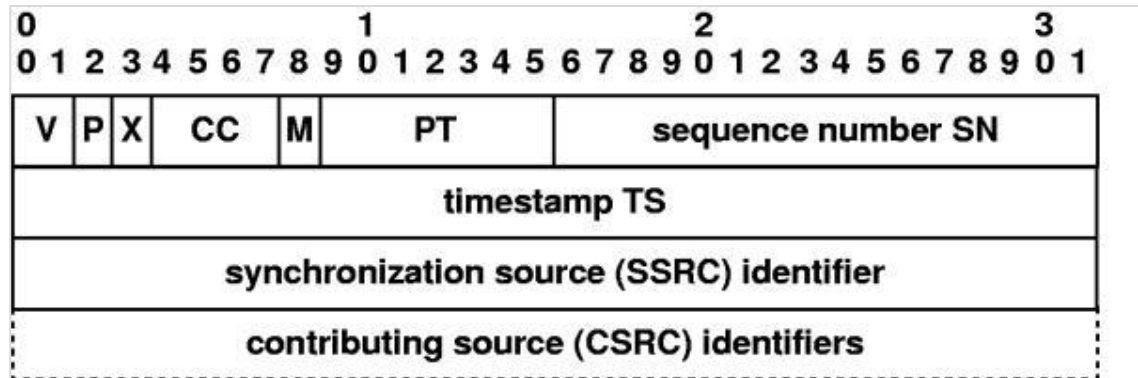 0 1 2 3
0 1 2 3 4 5 6 7 8 9 0 1 2 3 4 5 6 7 8 9 0 1 2 3 4 5 6 7 8 9 0 1
V P X CC M PT sequence number SN
timestamp TS
synchronization source (SSRC) identifier
contributing source (CSRC) identifiers